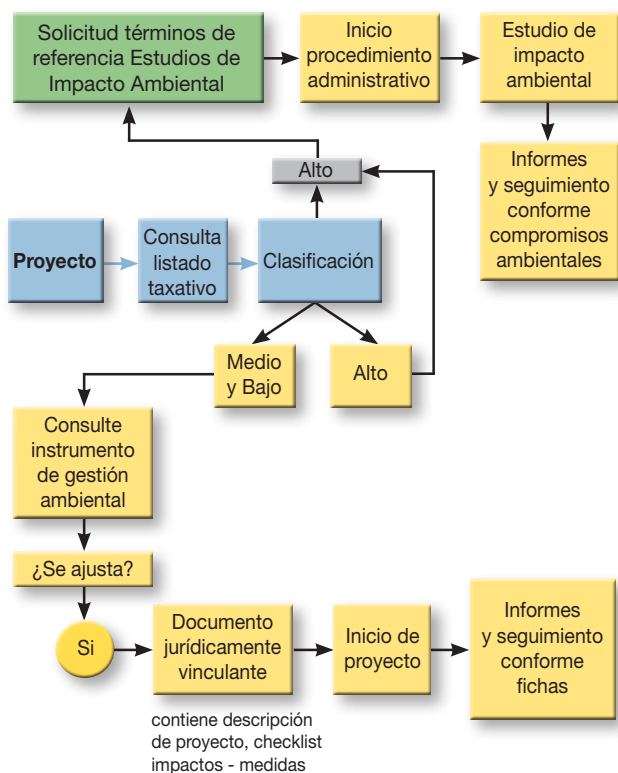 Solicitud términos de
referencia Estudios de
Impacto Ambiental
Inicio
procedimiento
administrativo
Estudio de
impacto
ambiental
Informes
y seguimiento
conforme
compromisos
ambientales
Alto
Proyecto
Consulta
listado
taxativo
Clasificación
Medio
y Bajo
Alto
Consulte
instrumento
de gestión
ambiental
¿Se ajusta?
Si
Documento
jurídicamente
vinculante
contiene descripción
de proyecto, checklist
impactos - medidas
Inicio de
proyecto
Informes
y seguimiento
conforme
fichas